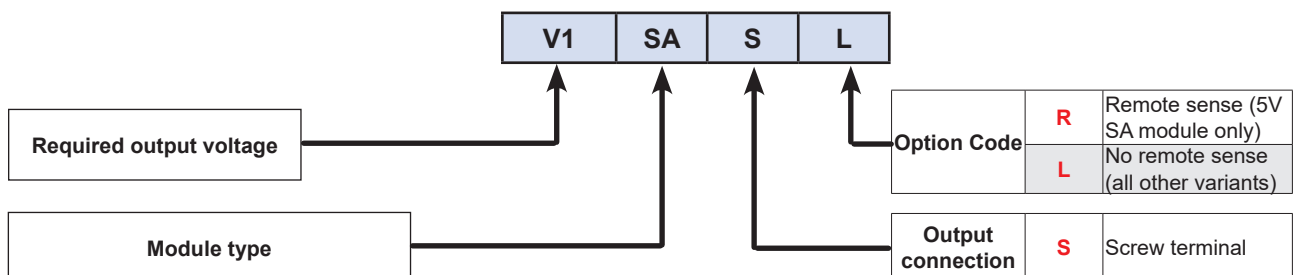 V1 SA S L
Required output voltage
Option Code
R
Remote sense (5V
SA module only)
L
No remote sense
(all other variants)
Module type
Output
connection
S
Screw terminal